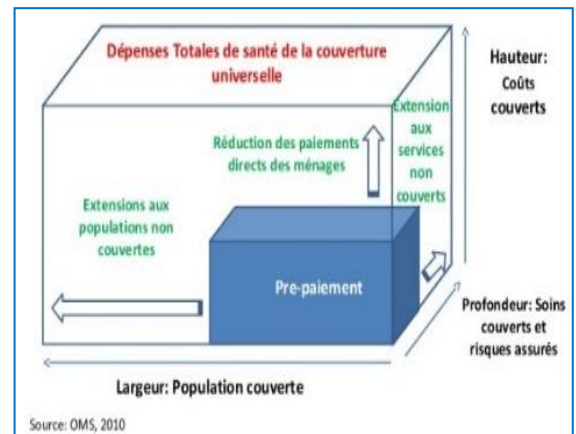 Dépenses Totales de santé de la couverture
universelle
Hauteur:
Coûts
couverts
Extension
aux
services
non
couverts
Réduction des paiements
directs des ménages
Extensions aux
populations non
couvertes
Pre-paiement
Profondeur: Soins
couverts et
risques assurés
Largeur: Population couverte
Source: OMS, 2010